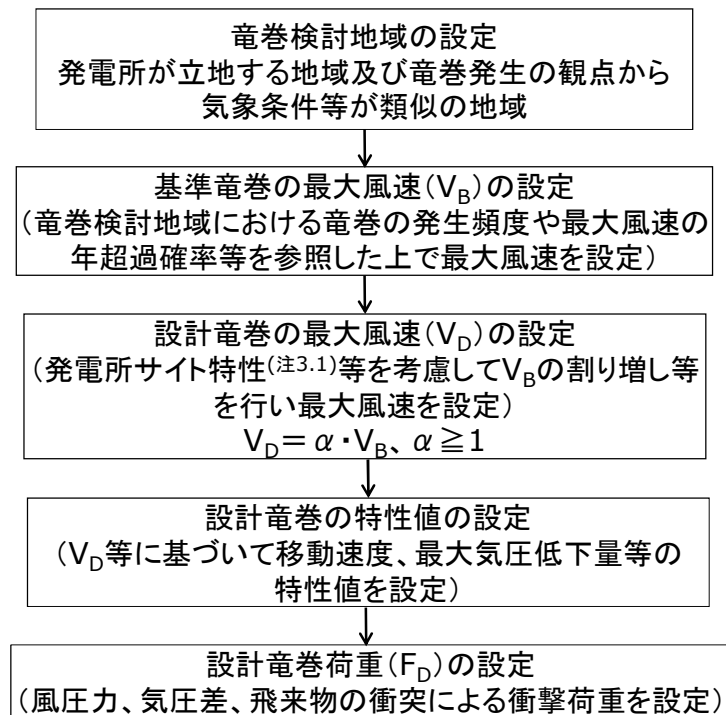 竜巻検討地域の設定
発電所が立地する地域及び竜巻発生の観点から
気象条件等が類似の地域
基準竜巻の最大風速(VB)の設定
(竜巻検討地域における竜巻の発生頻度や最大風速の
年超過確率等を参照した上で最大風速を設定)
設計竜巻の最大風速(VD)の設定
(発電所サイト特性(注3.1)等を考慮してVBの割り増し等
を行い最大風速を設定)
VD=α・VB、α≧1
設計竜巻の特性値の設定
(VD等に基づいて移動速度、最大気圧低下量等の
特性値を設定)
設計竜巻荷重(FD)の設定
(風圧力、気圧差、飛来物の衝突による衝撃荷重を設定)